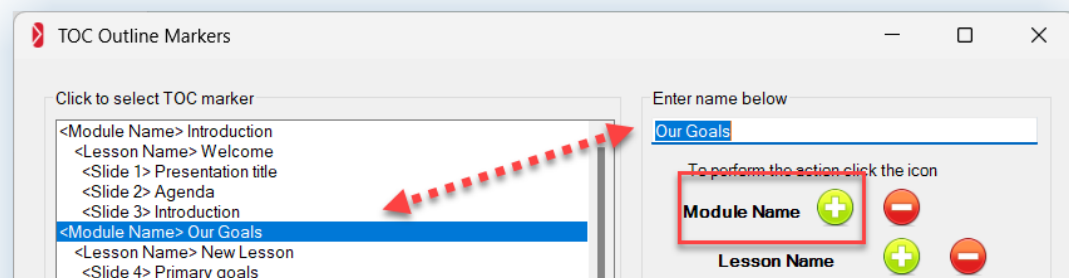 TOC Outline Markers
Click to select TOC marker
<Module Name> Introduction
<Lesson Name> Welcome
<Slide 1> Presentation title
<Slide 2> Agenda
<Slide 3> Introduction
<Module Name> Our Goals
<Lesson Name> New Lesson
<Slide 4> Primary goals
Enter name below
Our Goals
To perform the action click the icon
Module Name
Lesson Name